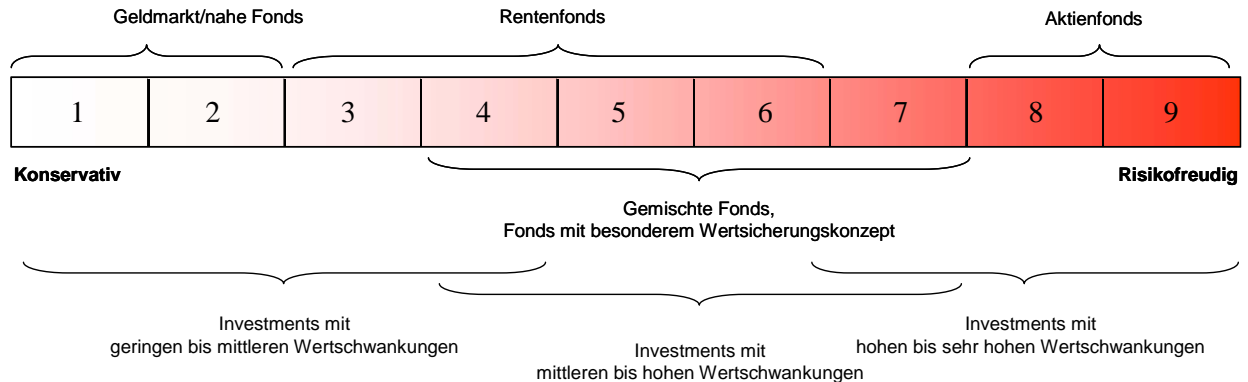 Geldmarkt/nahe Fonds
Rentenfonds
Aktienfonds
1 2 3 4 5 6 7 8 9
Konservativ
Risikofreudig
Gemischte Fonds,
Fonds mit besonderem Wertsicherungskonzept
Investments mit
geringen bis mittleren Wertschwankungen
Investments mit
mittleren bis hohen Wertschwankungen
Investments mit
hohen bis sehr hohen Wertschwankungen